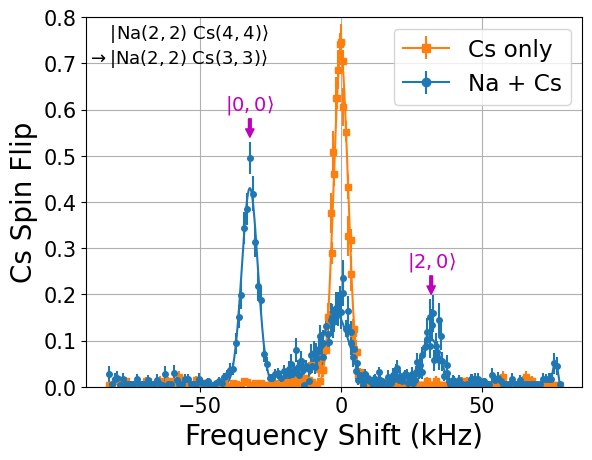 |Na(2, 2) Cs(4, 4)⟩⟩
→|Na(2, 2) Cs(3, 3)⟩⟩
Cs only
Na + Cs
|0, 0⟩
|2, 0⟩
Cs Spin Flip
0.8
0.7
0.6
0.5
0.4
0.3
0.2
0.1
0.0
−50
0
50
Frequency Shift (kHz)